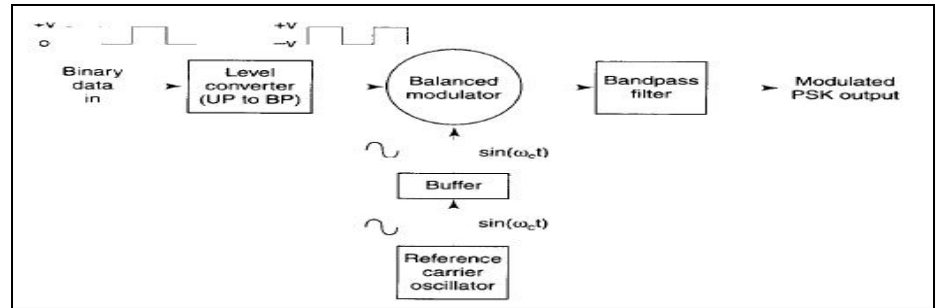 +v
+v
o
−v
Binary
data
in
Level
converter
(UP to BP)
Balanced
modulator
Bandpass
filter
Modulated
PSK output
sin(ωct)
Buffer
sin(ωct)
Reference
carrier
oscillator